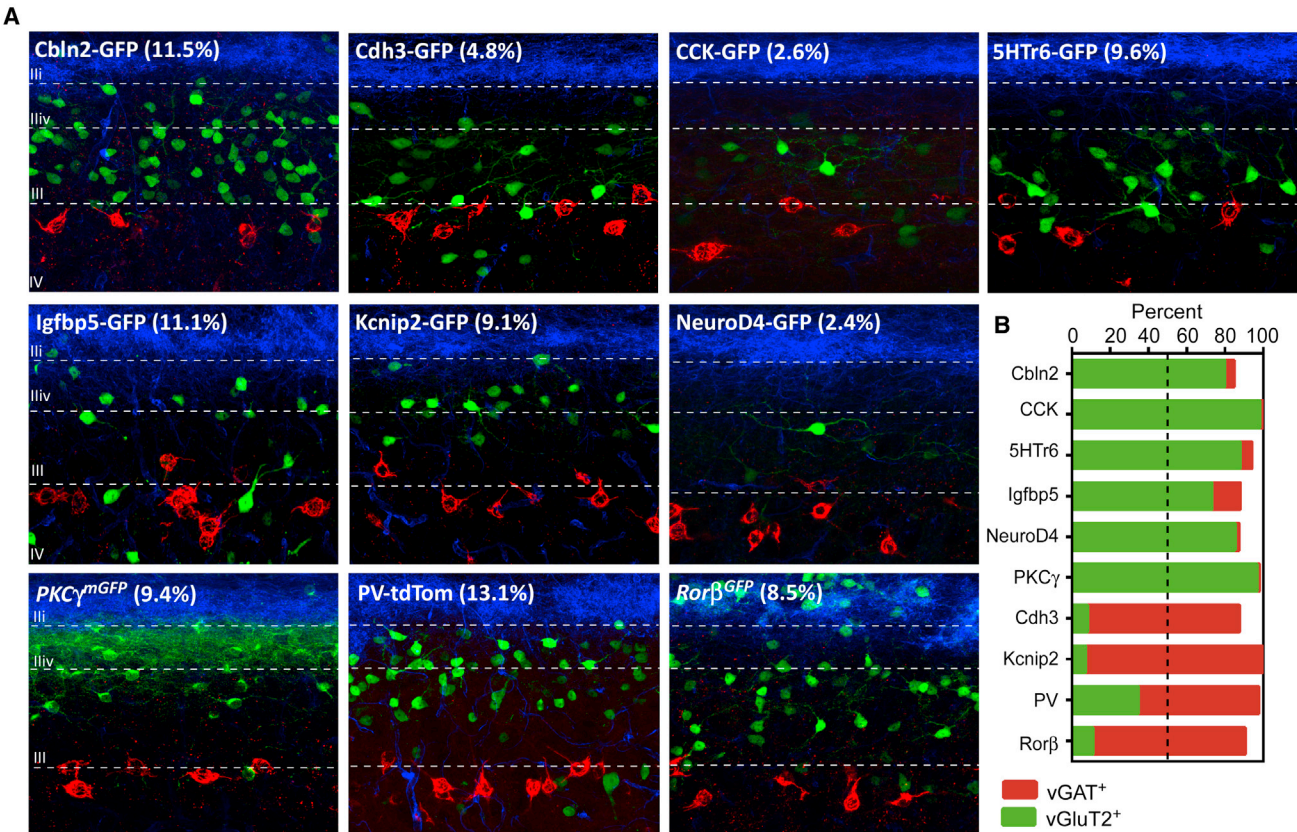 A
Cbln2-GFP (11.5%)
Cdh3-GFP (4.8%)
CCK-GFP (2.6%)
5HTr6-GFP (9.6%)
IIi
IIiv
III
IV
Igfbp5-GFP (11.1%)
Kcnip2-GFP (9.1%)
NeuroD4-GFP (2.4%)
IIi
IIiv
III
IV
PKCγmGFP (9.4%)
PV-tdTom (13.1%)
RorβGFP (8.5%)
IIi
IIiv
III
B
Percent
0 20 40 60 80 100
Cbln2
CCK
5HTr6
Igfbp5
NeuroD4
PKCγ
Cdh3
Kcnip2
PV
Rorβ
vGAT+
vGluT2+